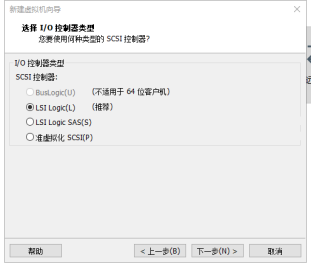 新建虚拟机向导
选择 I/O 控制器类型
您要使用何种类型的 SCSI 控制器?
I/O 控制器类型
SCSI 控制器:
BusLogic(U) (不适用于 64 位客户机)
LSI Logic(L) (推荐)
LSI Logic SAS(S)
准虚拟化 SCSI(P)
帮助 < 上一步(B) 下一步(N) > 取消